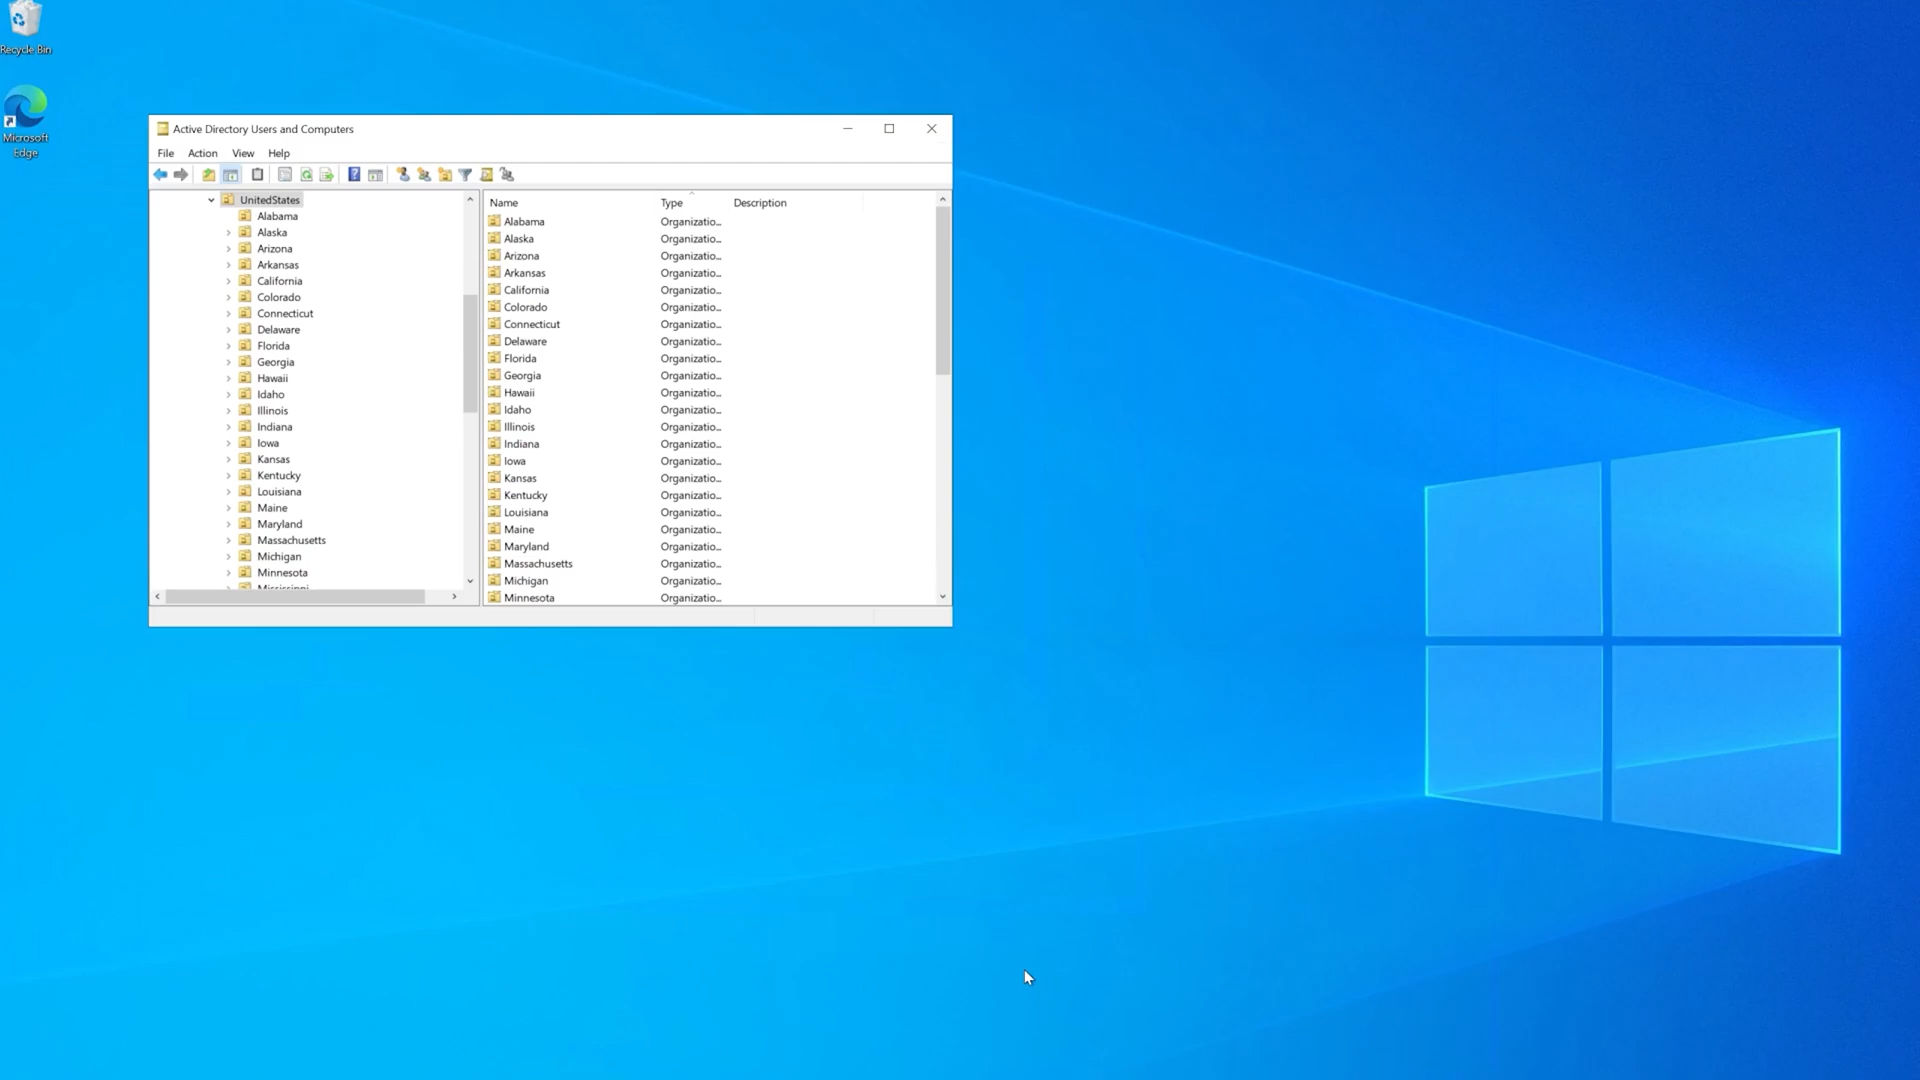 Recycle Bin
Microsoft
Edge
Active Directory Users and Computers
File Action View Help
UnitedStates
Alabama
Alaska
Arizona
Arkansas
California
Colorado
Connecticut
Delaware
Florida
Georgia
Hawaii
Idaho
Illinois
Indiana
Iowa
Kansas
Kentucky
Louisiana
Maine
Maryland
Massachusetts
Michigan
Minnesota
Mississippi
Name Type Description
Alabama Organizatio...
Alaska Organizatio...
Arizona Organizatio...
Arkansas Organizatio...
California Organizatio...
Colorado Organizatio...
Connecticut Organizatio...
Delaware Organizatio...
Florida Organizatio...
Georgia Organizatio...
Hawaii Organizatio...
Idaho Organizatio...
Illinois Organizatio...
Indiana Organizatio...
Iowa Organizatio...
Kansas Organizatio...
Kentucky Organizatio...
Louisiana Organizatio...
Maine Organizatio...
Maryland Organizatio...
Massachusetts Organizatio...
Michigan Organizatio...
Minnesota Organizatio...